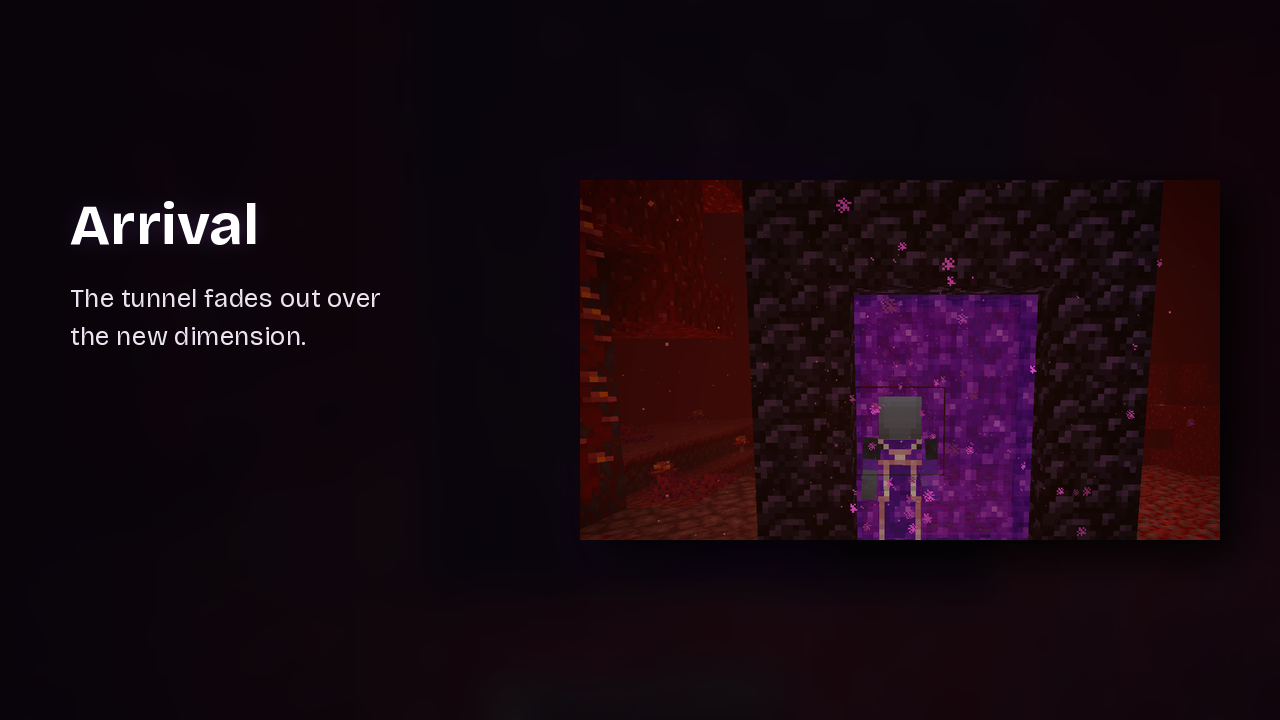 Arrival
The tunnel fades out over
the new dimension.